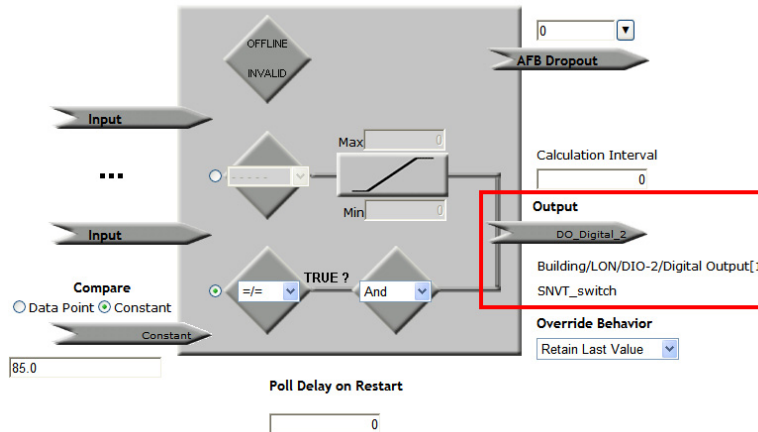 OFFLINE
INVALID
0
AFB Dropout
Input
...
Max 0
- - - - -
Min 0
Calculation Interval
0
Output
DO_Digital_2
Building/LON/DIO-2/Digital Output[1
SNVT_switch
Input
Compare
Data Point Constant
=/=
TRUE ?
And
Constant
85.0
Override Behavior
Retain Last Value
Poll Delay on Restart
0